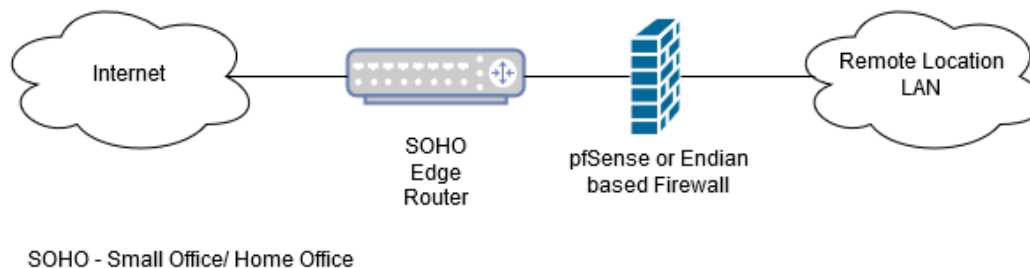 Internet
SOHO
Edge
Router
pfSense or Endian
based Firewall
Remote Location
LAN
SOHO - Small Office/ Home Office